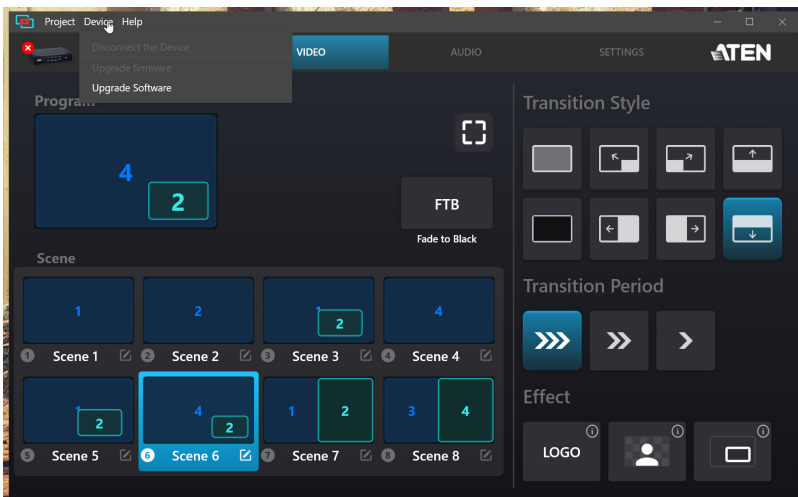 Project Device Help
Disconnect the Device
Upgrade firmware
Upgrade Software
VIDEO
AUDIO
SETTINGS
ATEN
Program
4
2
FTB
Fade to Black
Scene
1
2
1
2
4
1 Scene 1
2 Scene 2
3 Scene 3
4 Scene 4
1
2
4
2
1
2
3
4
5 Scene 5
6 Scene 6
7 Scene 7
8 Scene 8
Transition Style
Transition Period
Effect
LOGO